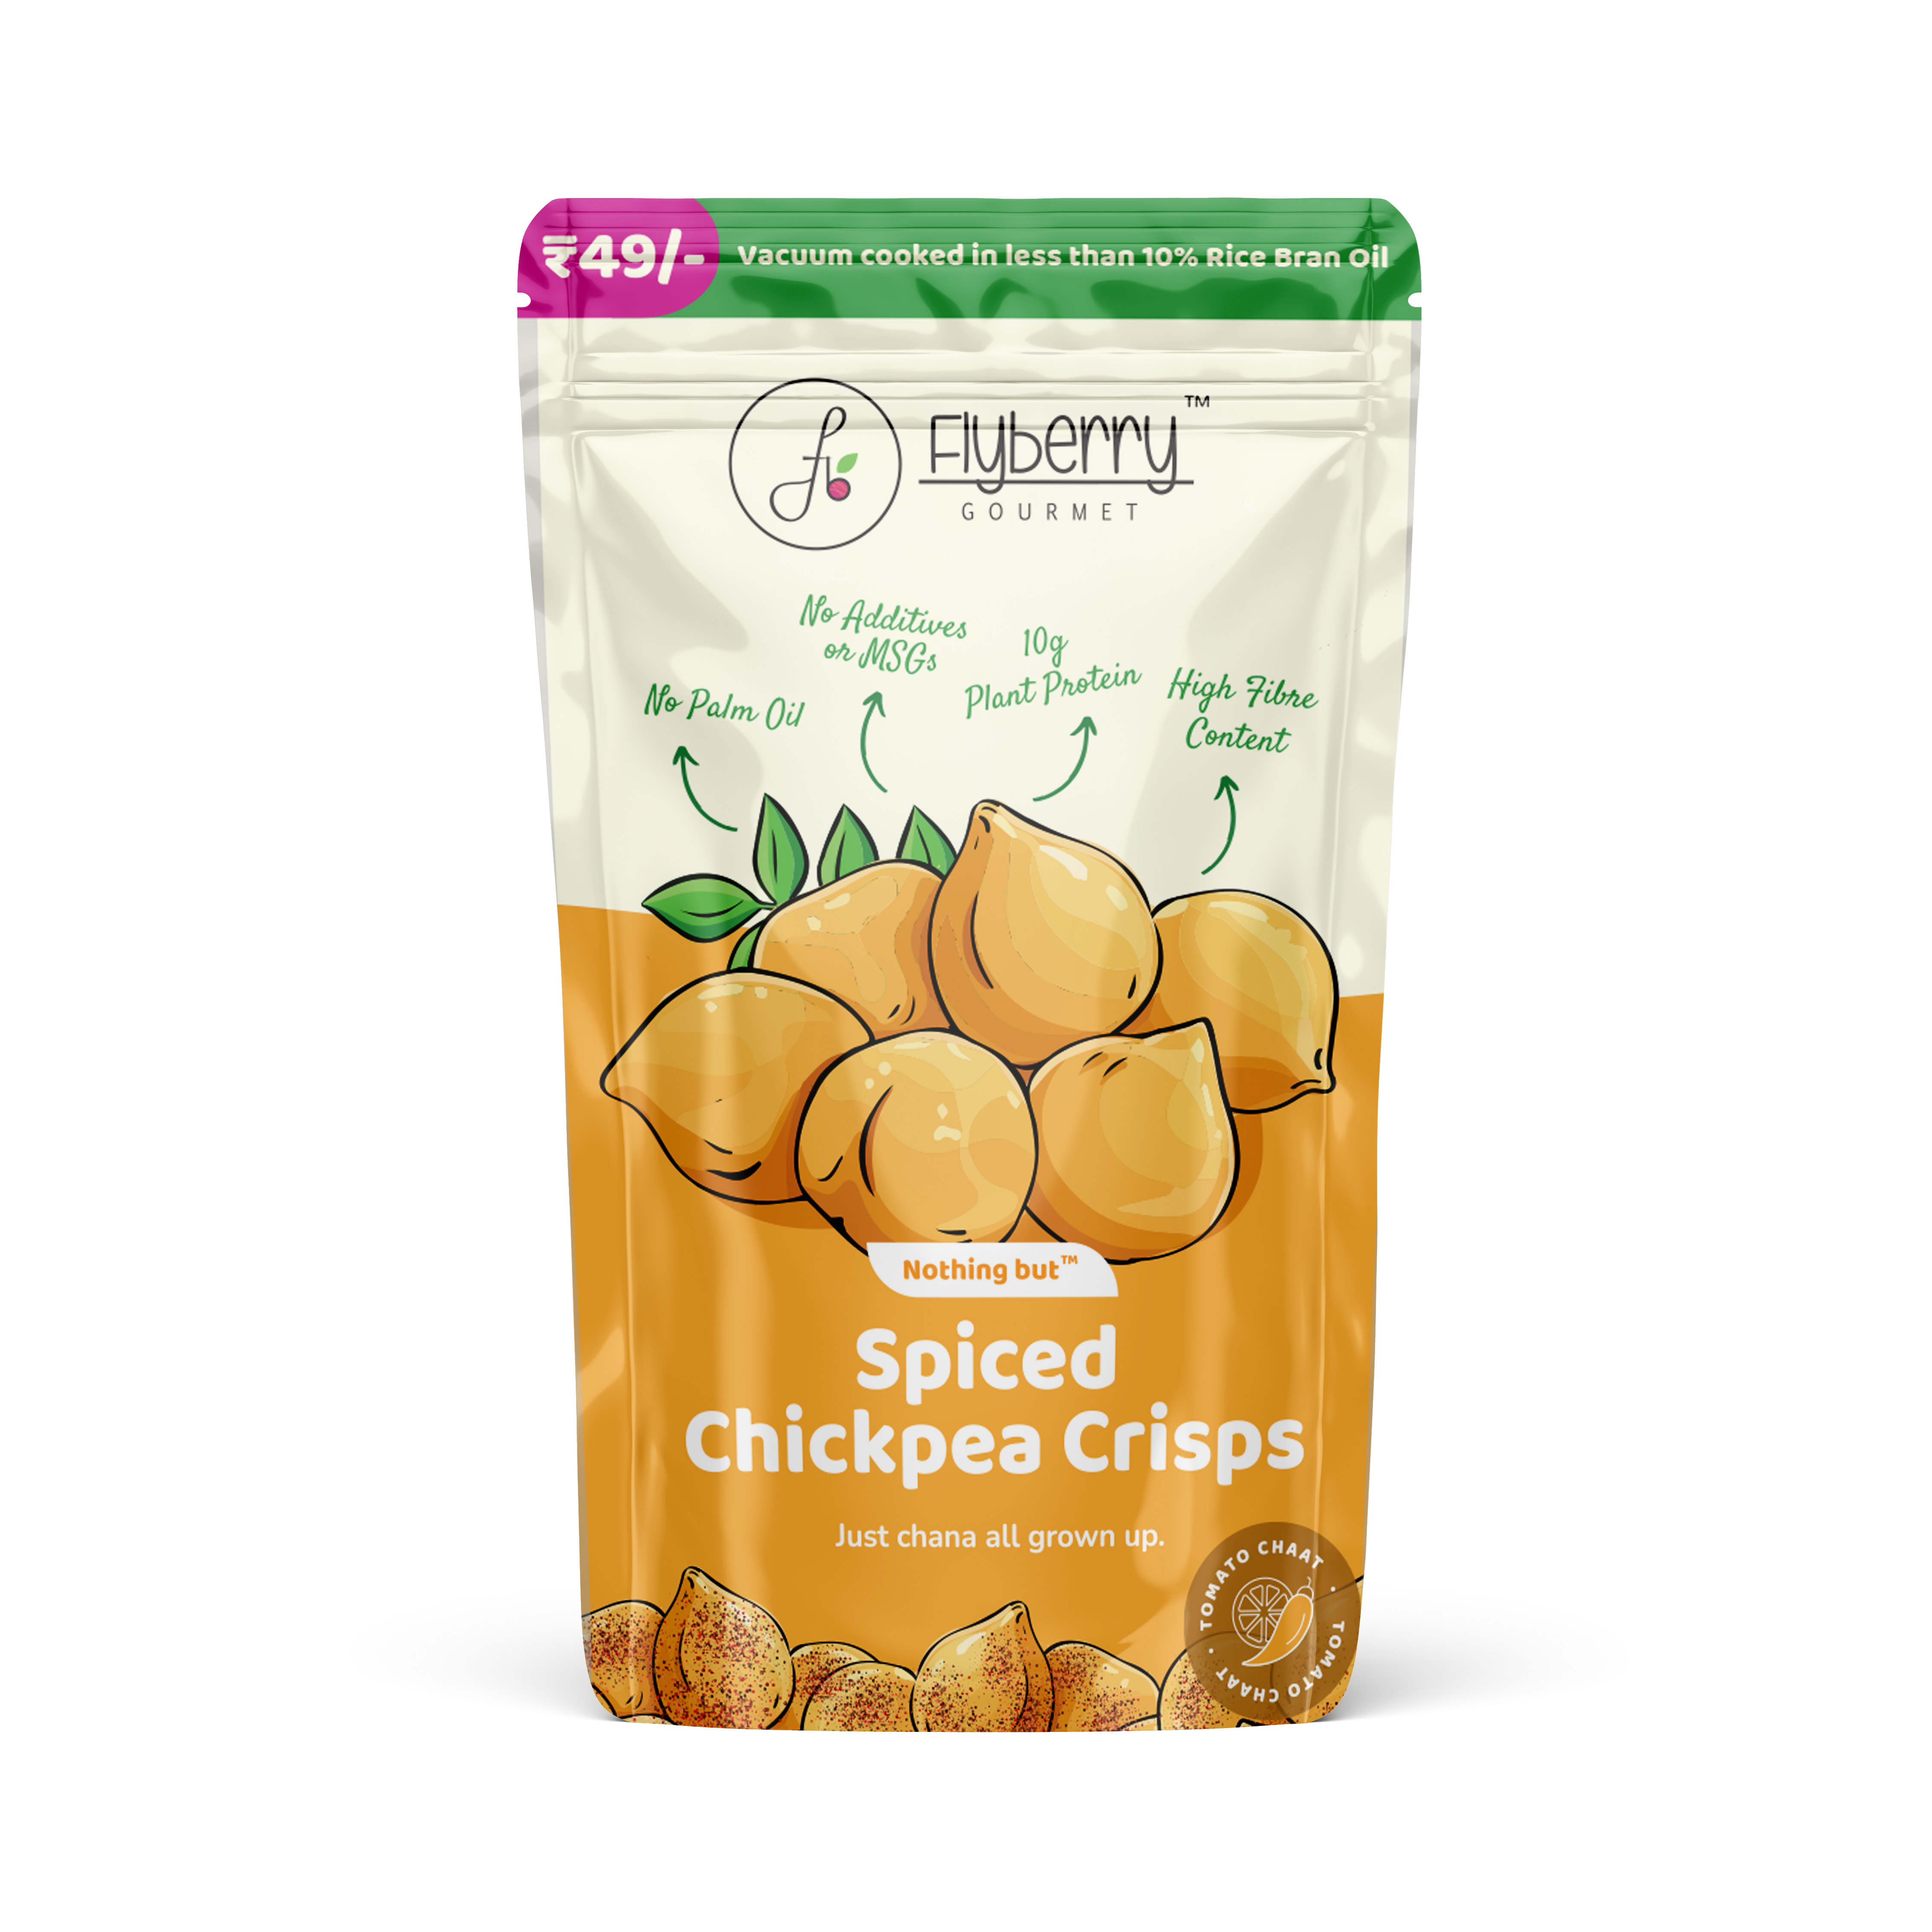 ₹49/-
Vacuum cooked in less than 10% Rice Bran Oil
Flyberry™
GOURMET
No Palm Oil
No Additives
or MSGs
10g
Plant Protein
High Fibre
Content
Nothing but™
Spiced
Chickpea Crisps
Just chana all grown up.
TOMATO CHAAT · TOMATO CHAAT ·